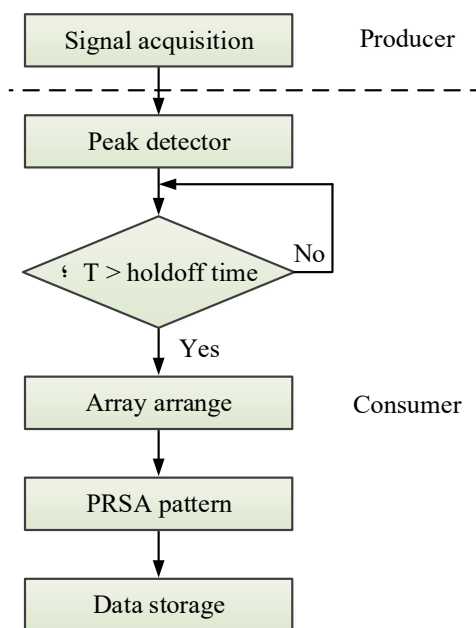 Signal acquisition
Producer
Peak detector
No
؛ T > holdoff time
Yes
Array arrange
Consumer
PRSA pattern
Data storage